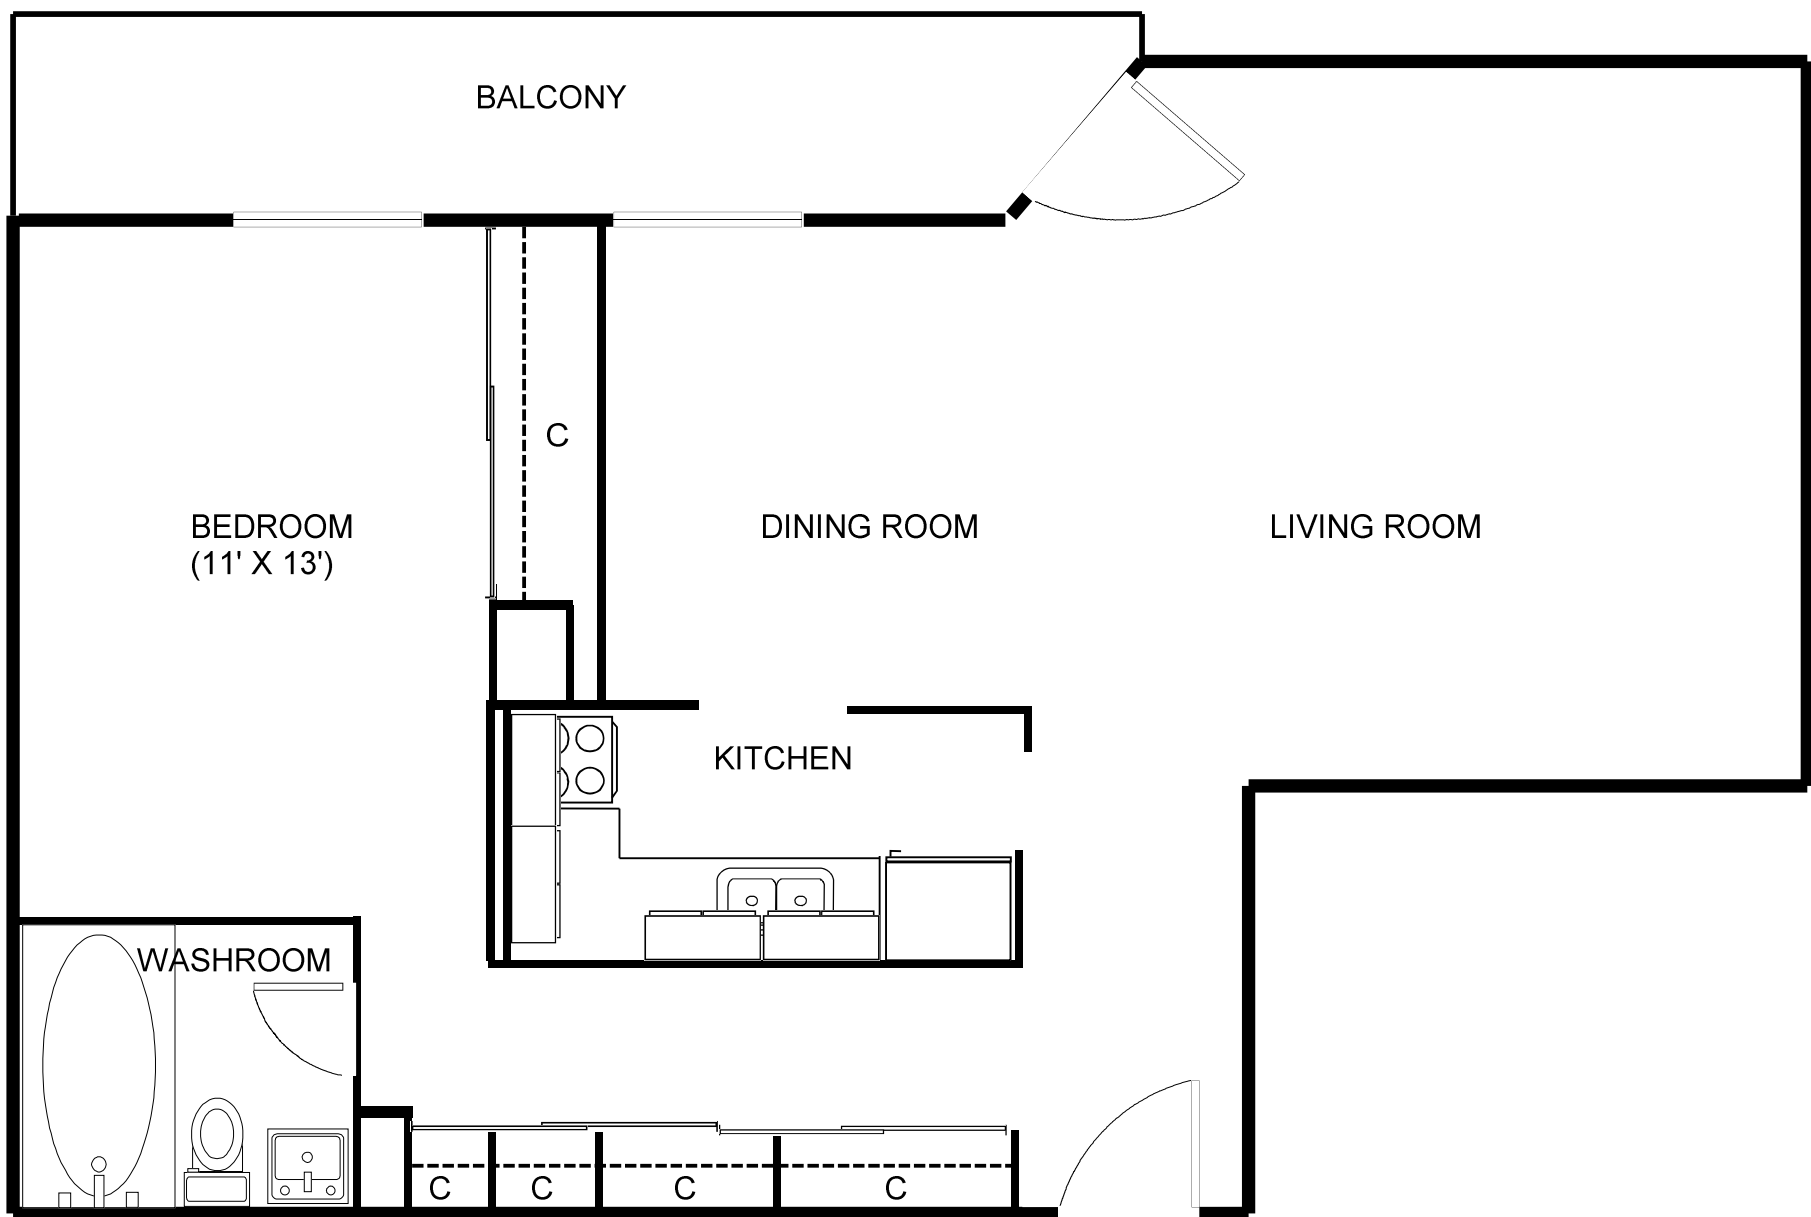 BALCONY
C
BEDROOM
(11' X 13')
DINING ROOM
LIVING ROOM
KITCHEN
WASHROOM
C
C
C
C